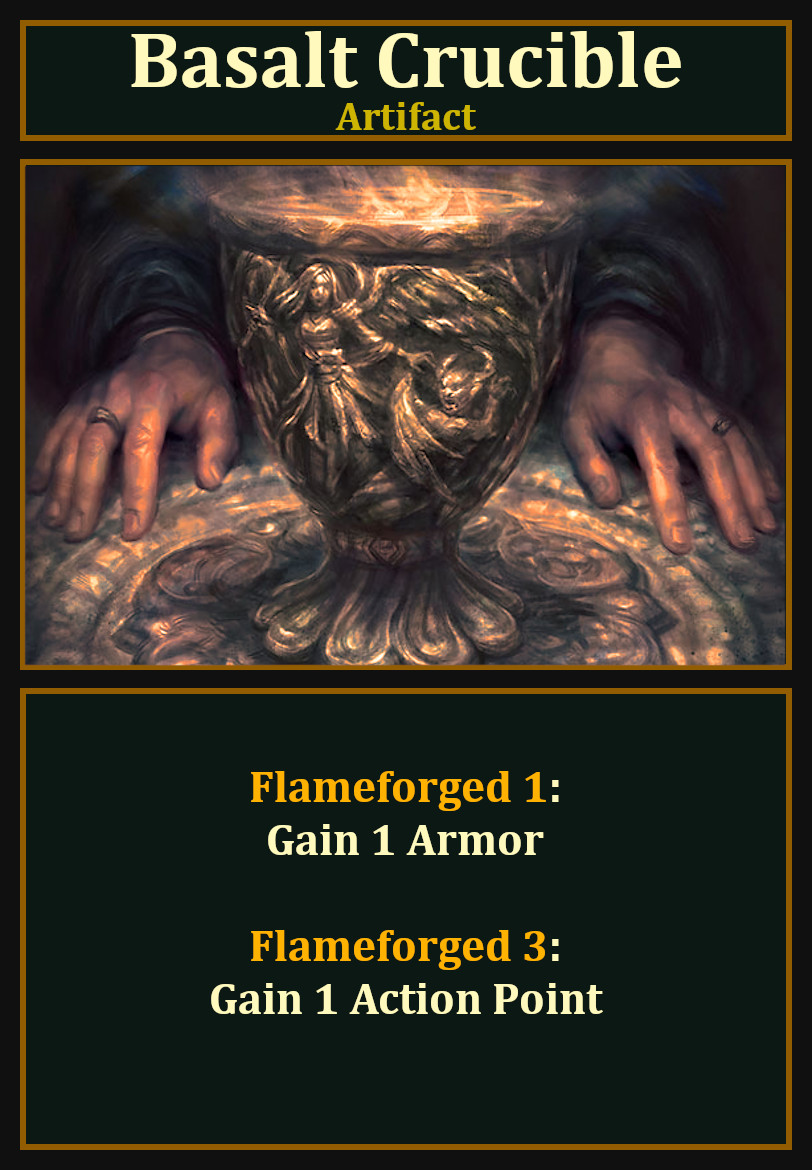 Basalt Crucible
Artifact
Flameforged 1:
Gain 1 Armor
Flameforged 3:
Gain 1 Action Point